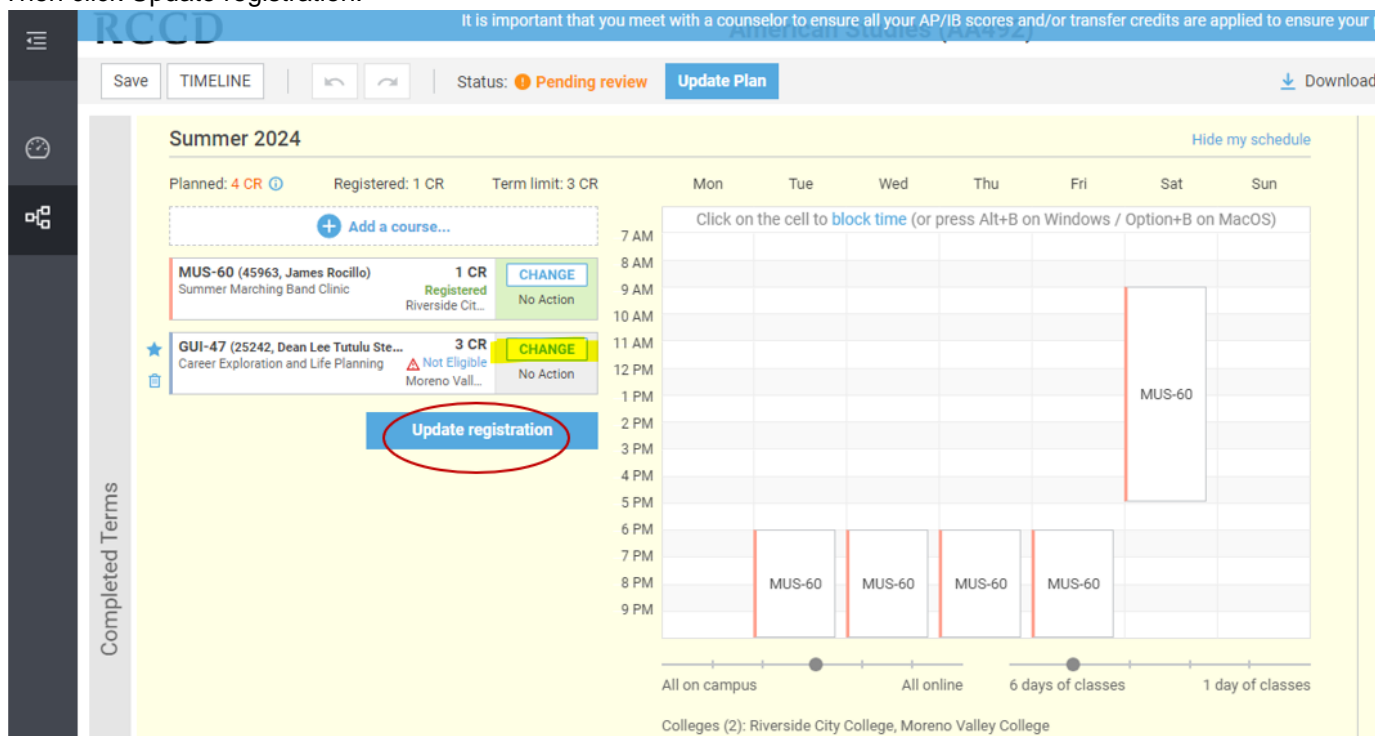 Then click Update registration.
It is important that you meet with a counselor to ensure all your AP/IB scores and/or transfer credits are applied to ensure your
RCCD
American Studies (AA492)
Save TIMELINE Status: Pending review Update Plan Download
Summer 2024 Hide my schedule
Planned: 4 CR Registered: 1 CR Term limit: 3 CR
Mon Tue Wed Thu Fri Sat Sun
Add a course...
Click on the cell to block time (or press Alt+B on Windows / Option+B on MacOS)
7 AM
8 AM
9 AM
10 AM
11 AM
12 PM
1 PM
2 PM
3 PM
4 PM
5 PM
6 PM
7 PM
8 PM
9 PM
MUS-60 (45963, James Rocillo) 1 CR CHANGE
Summer Marching Band Clinic Registered No Action
Riverside Cit...
GUI-47 (25242, Dean Lee Tutulu Ste... 3 CR CHANGE
Career Exploration and Life Planning Not Eligible No Action
Moreno Vall...
Update registration
MUS-60
MUS-60 MUS-60 MUS-60 MUS-60
Completed Terms
All on campus All online 6 days of classes 1 day of classes
Colleges (2): Riverside City College, Moreno Valley College